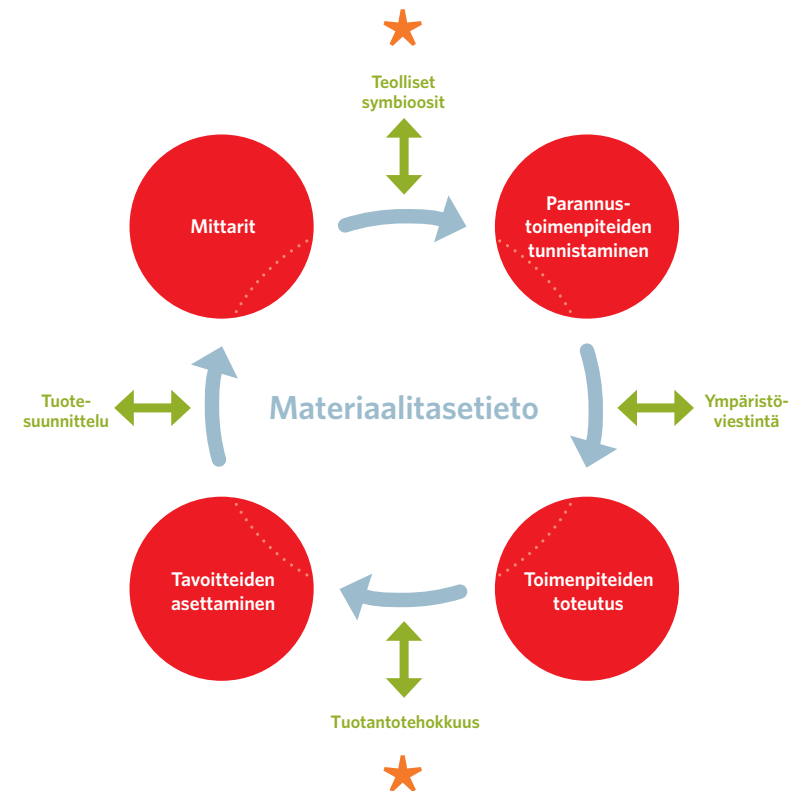 Teolliset
symbioosit
Mittarit
Parannus-
toimenpiteiden
tunnistaminen
Tuote-
suunnittelu
Materiaalitasetieto
Ympäristö-
viestintä
Tavoitteiden
asettaminen
Toimenpiteiden
toteutus
Tuotantotehokkuus